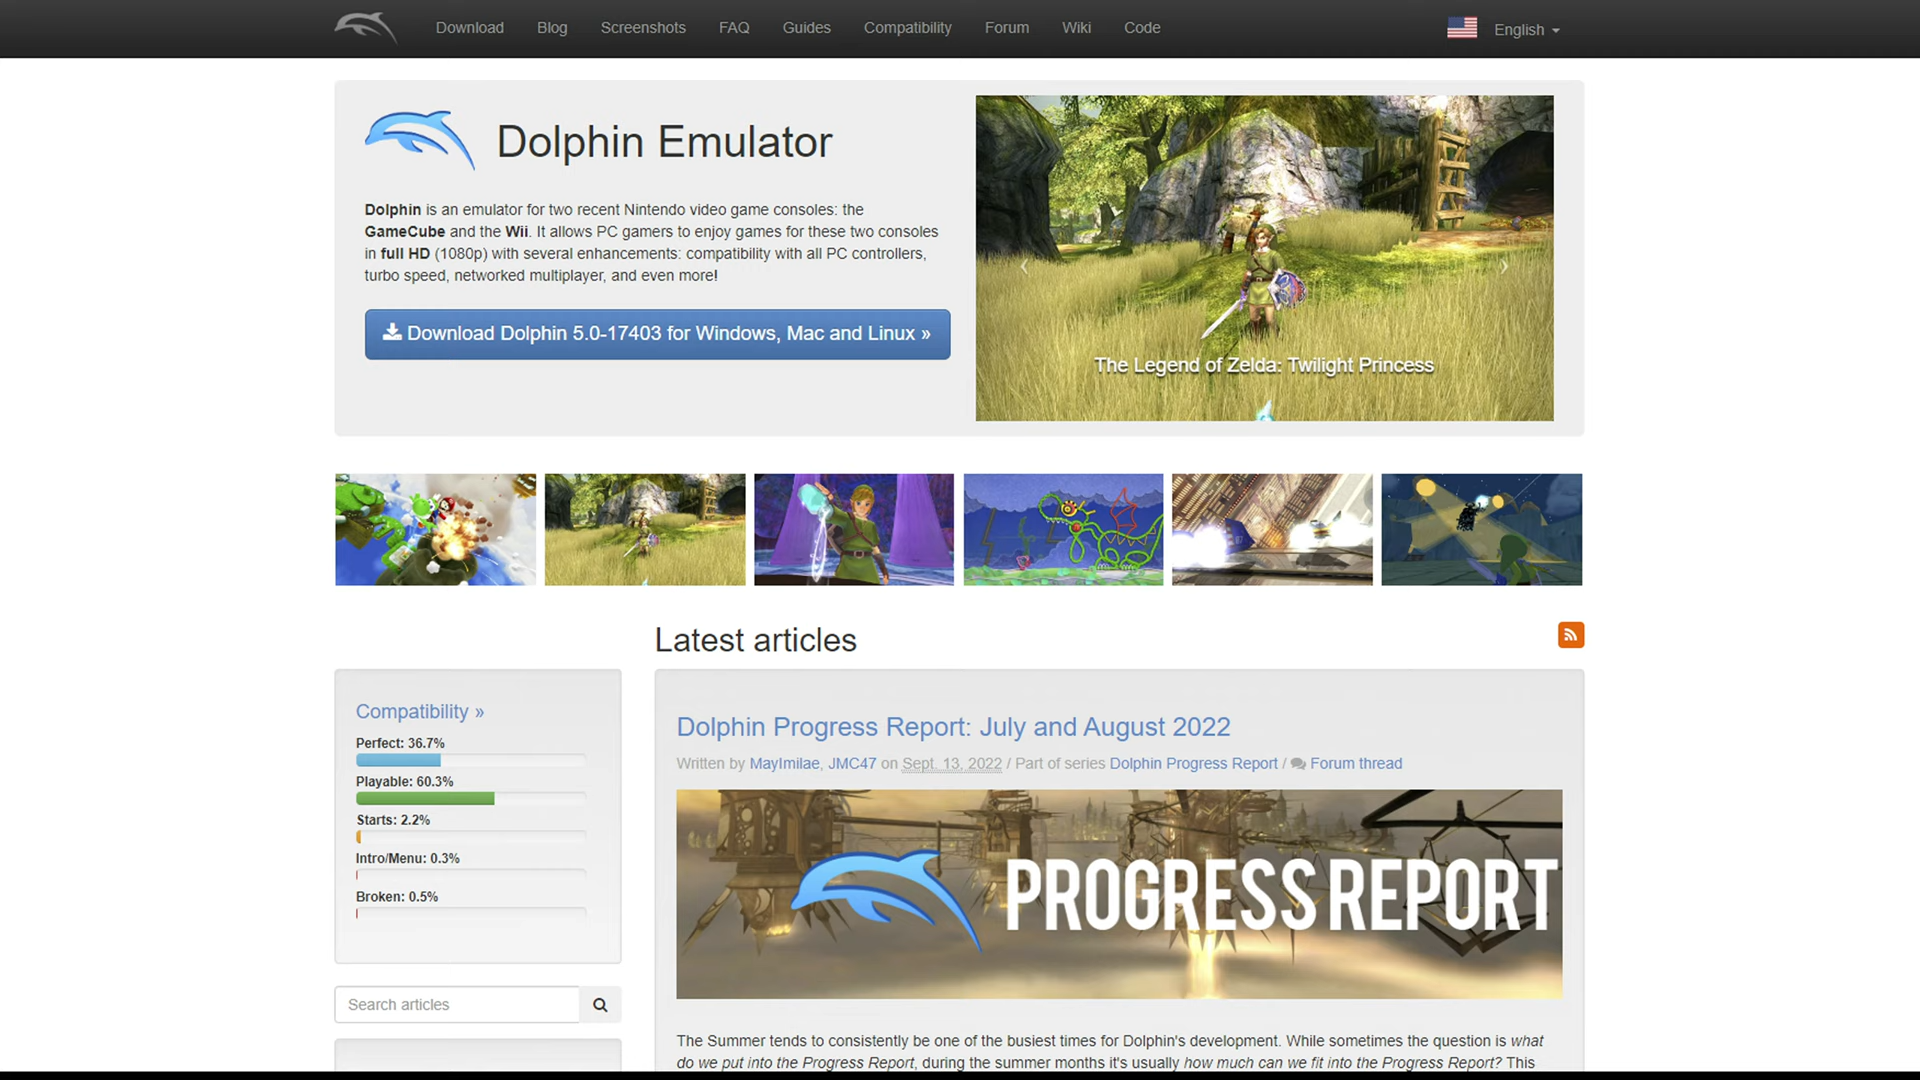 Download Blog Screenshots FAQ Guides Compatibility Forum Wiki Code English
Dolphin Emulator
Dolphin is an emulator for two recent Nintendo video game consoles: the
GameCube and the Wii. It allows PC gamers to enjoy games for these two consoles
in full HD (1080p) with several enhancements: compatibility with all PC controllers,
turbo speed, networked multiplayer, and even more!
Download Dolphin 5.0-17403 for Windows, Mac and Linux »
The Legend of Zelda: Twilight Princess
Latest articles
Compatibility »
Perfect: 36.7%
Playable: 60.3%
Starts: 2.2%
Intro/Menu: 0.3%
Broken: 0.5%
Search articles
Dolphin Progress Report: July and August 2022
Written by MayImilae, JMC47 on Sept. 13, 2022 / Part of series Dolphin Progress Report / Forum thread
PROGRESS REPORT
The Summer tends to consistently be one of the busiest times for Dolphin's development. While sometimes the question is what
do we put into the Progress Report, during the summer months it's usually how much can we fit into the Progress Report? This